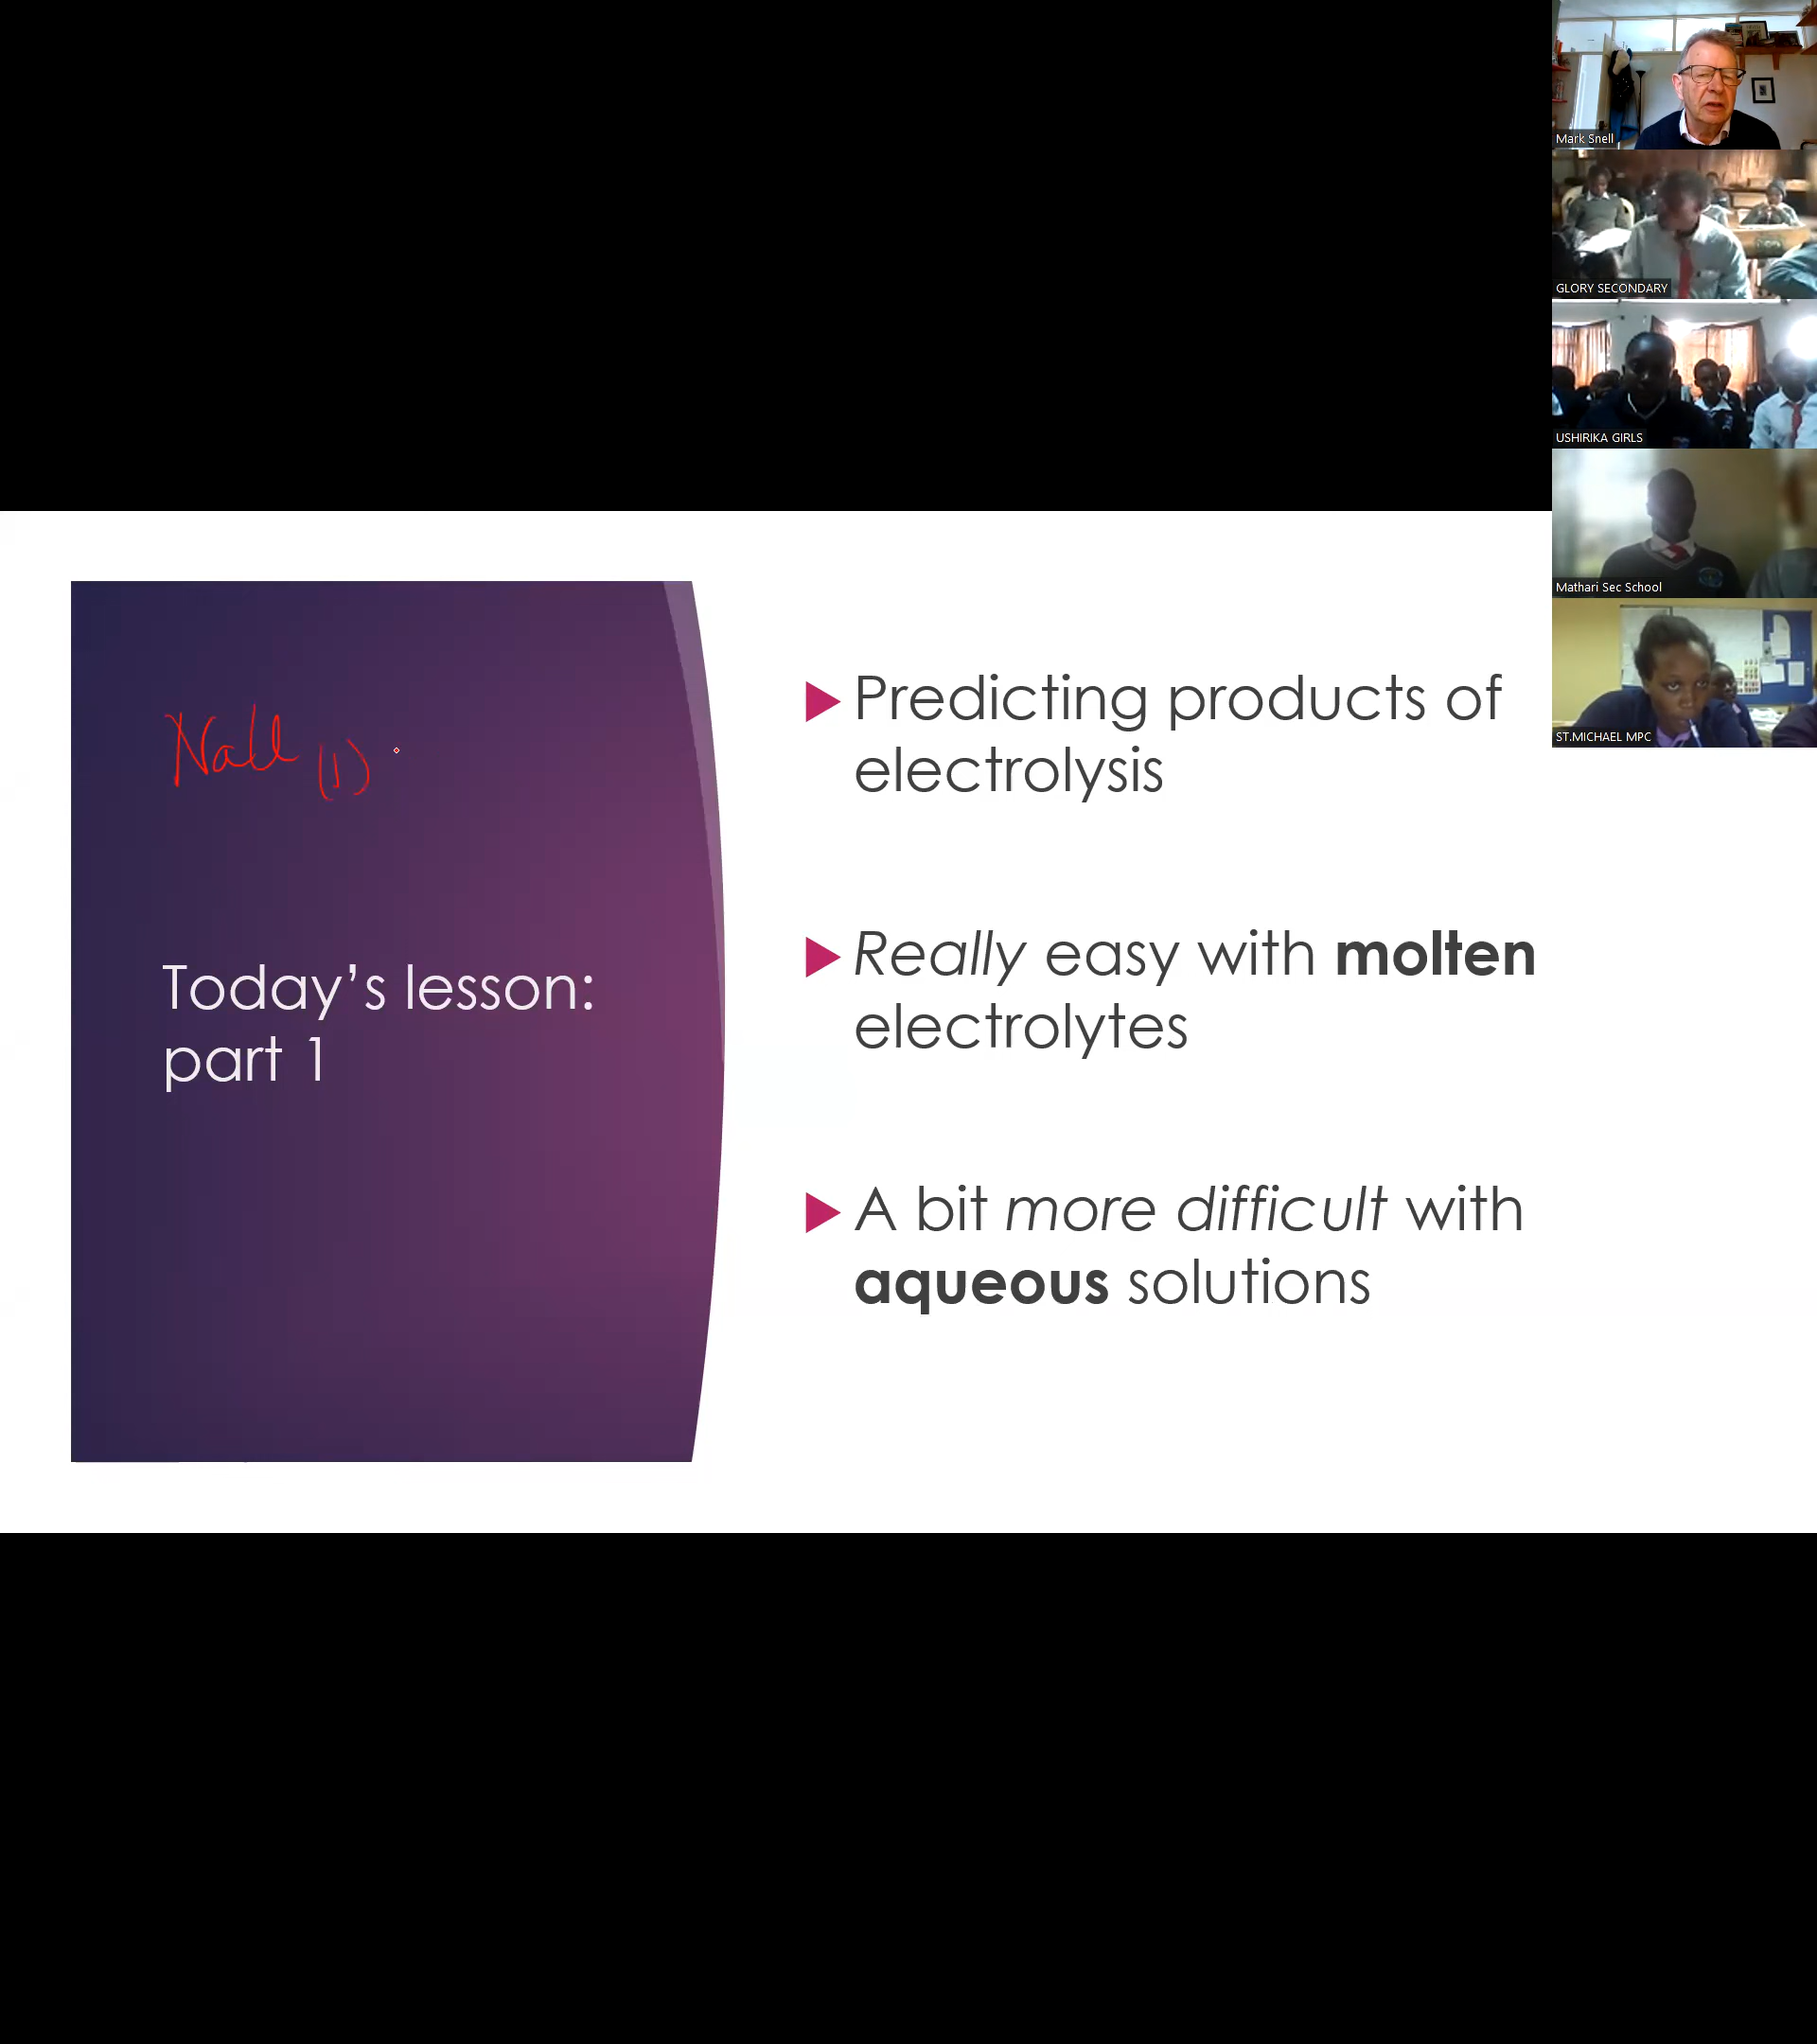 Mark Snell
GLORY SECONDARY
USHIRIKA GIRLS
Mathari Sec School
ST.MICHAEL MPC
NaCl (l)
Today's lesson:
part 1
Predicting products of
electrolysis
Really easy with molten
electrolytes
A bit more difficult with
aqueous solutions